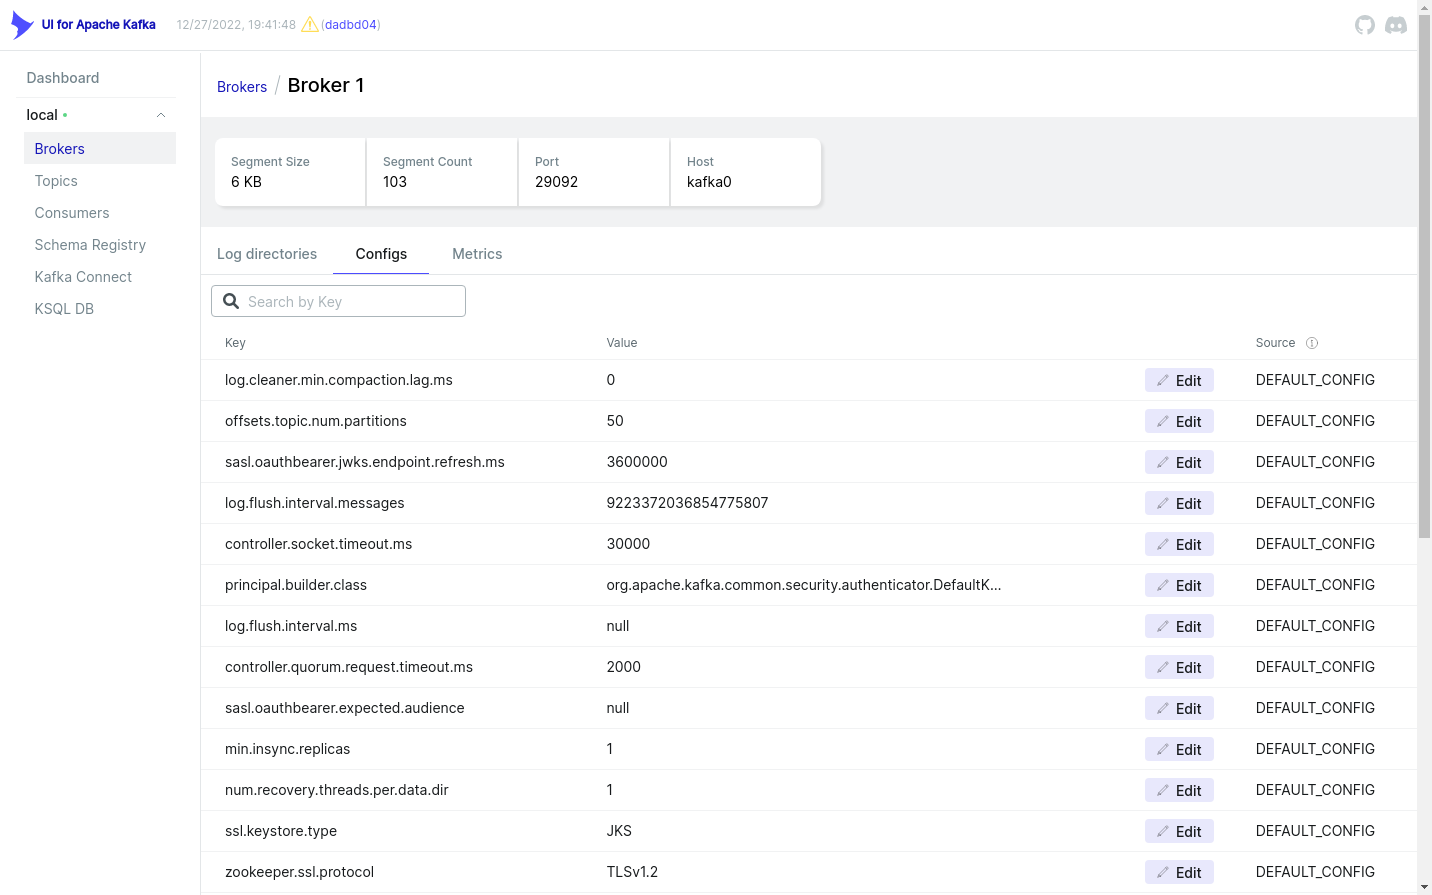 UI for Apache Kafka 12/27/2022, 19:41:48 (dadbd04)
Dashboard
local
Brokers
Topics
Consumers
Schema Registry
Kafka Connect
KSQL DB
Brokers / Broker 1
Segment Size Segment Count Port Host
6 KB 103 29092 kafka0
Log directories Configs Metrics
Search by Key
Key Value Source
log.cleaner.min.compaction.lag.ms 0 Edit DEFAULT_CONFIG
offsets.topic.num.partitions 50 Edit DEFAULT_CONFIG
sasl.oauthbearer.jwks.endpoint.refresh.ms 3600000 Edit DEFAULT_CONFIG
log.flush.interval.messages 9223372036854775807 Edit DEFAULT_CONFIG
controller.socket.timeout.ms 30000 Edit DEFAULT_CONFIG
principal.builder.class org.apache.kafka.common.security.authenticator.DefaultK... Edit DEFAULT_CONFIG
log.flush.interval.ms null Edit DEFAULT_CONFIG
controller.quorum.request.timeout.ms 2000 Edit DEFAULT_CONFIG
sasl.oauthbearer.expected.audience null Edit DEFAULT_CONFIG
min.insync.replicas 1 Edit DEFAULT_CONFIG
num.recovery.threads.per.data.dir 1 Edit DEFAULT_CONFIG
ssl.keystore.type JKS Edit DEFAULT_CONFIG
zookeeper.ssl.protocol TLSv1.2 Edit DEFAULT_CONFIG